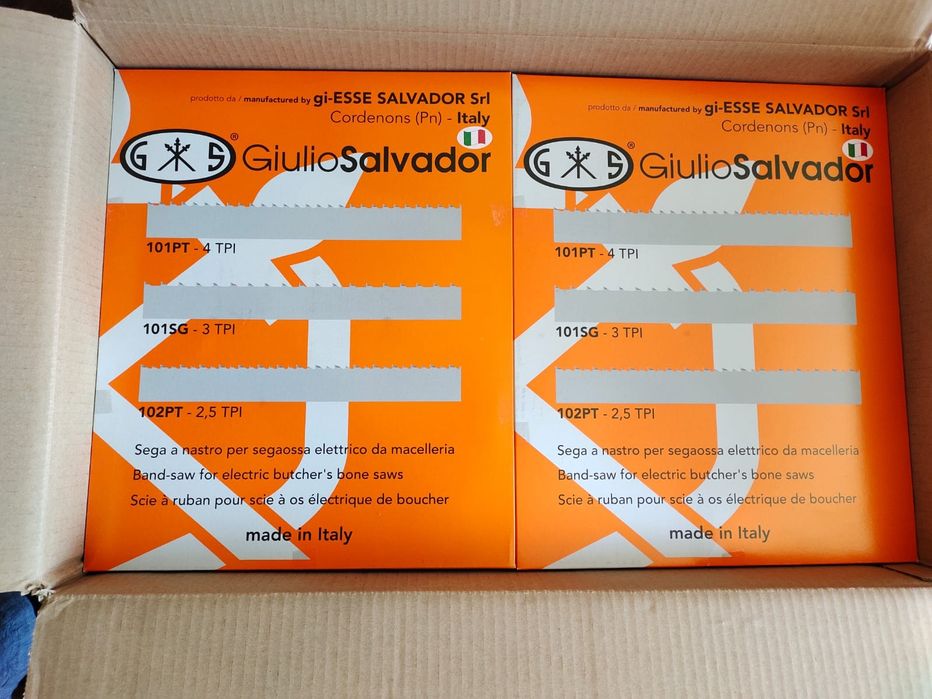 prodotto da / manufactured by gi-ESSE SALVADOR Srl
Cordenons (Pn) - Italy
G S ® GiulioSalvador
101PT - 4 TPI
101SG - 3 TPI
102PT - 2,5 TPI
Sega a nastro per segaossa elettrico da macelleria
Band-saw for electric butcher's bone saws
Scie à ruban pour scie à os électrique de boucher
made in Italy
prodotto da / manufactured by gi-ESSE SALVADOR Srl
Cordenons (Pn) - Italy
G S ® GiulioSalvador
101PT - 4 TPI
101SG - 3 TPI
102PT - 2,5 TPI
Sega a nastro per segaossa elettrico da macelleria
Band-saw for electric butcher's bone saws
Scie à ruban pour scie à os électrique de boucher
made in Italy